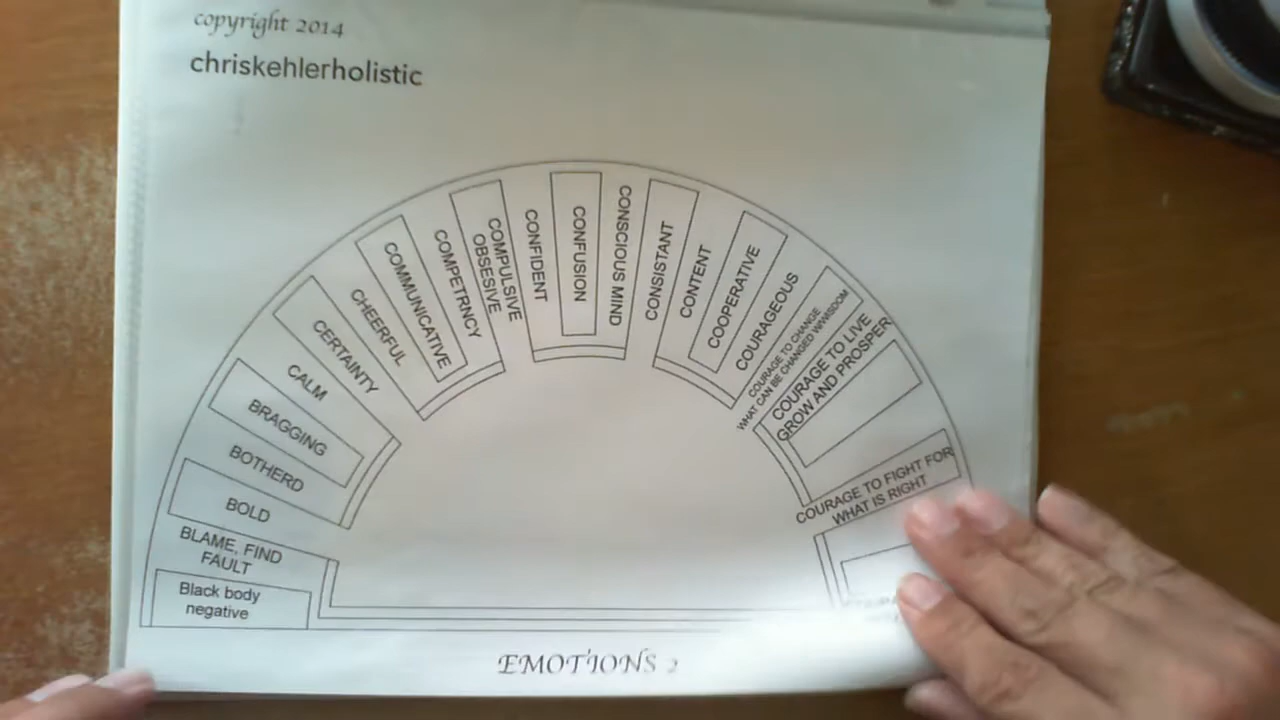 copyright 2014
chriskehlerholistic
Black body
negative
BLAME, FIND
FAULT
BOLD
BOTHERD
BRAGGING
CALM
CERTAINTY
CHEERFUL
COMMUNICATIVE
COMPETRNCY
COMPULSIVE
OBSESIVE
CONFIDENT
CONFUSION
CONSCIOUS MIND
CONSISTANT
CONTENT
COOPERATIVE
COURAGEOUS
COURAGE TO CHANGE
WHAT CAN BE CHANGED W/WISDOM
COURAGE TO LIVE
GROW AND PROSPER
COURAGE TO FIGHT FOR
WHAT IS RIGHT
EMOTIONS 2